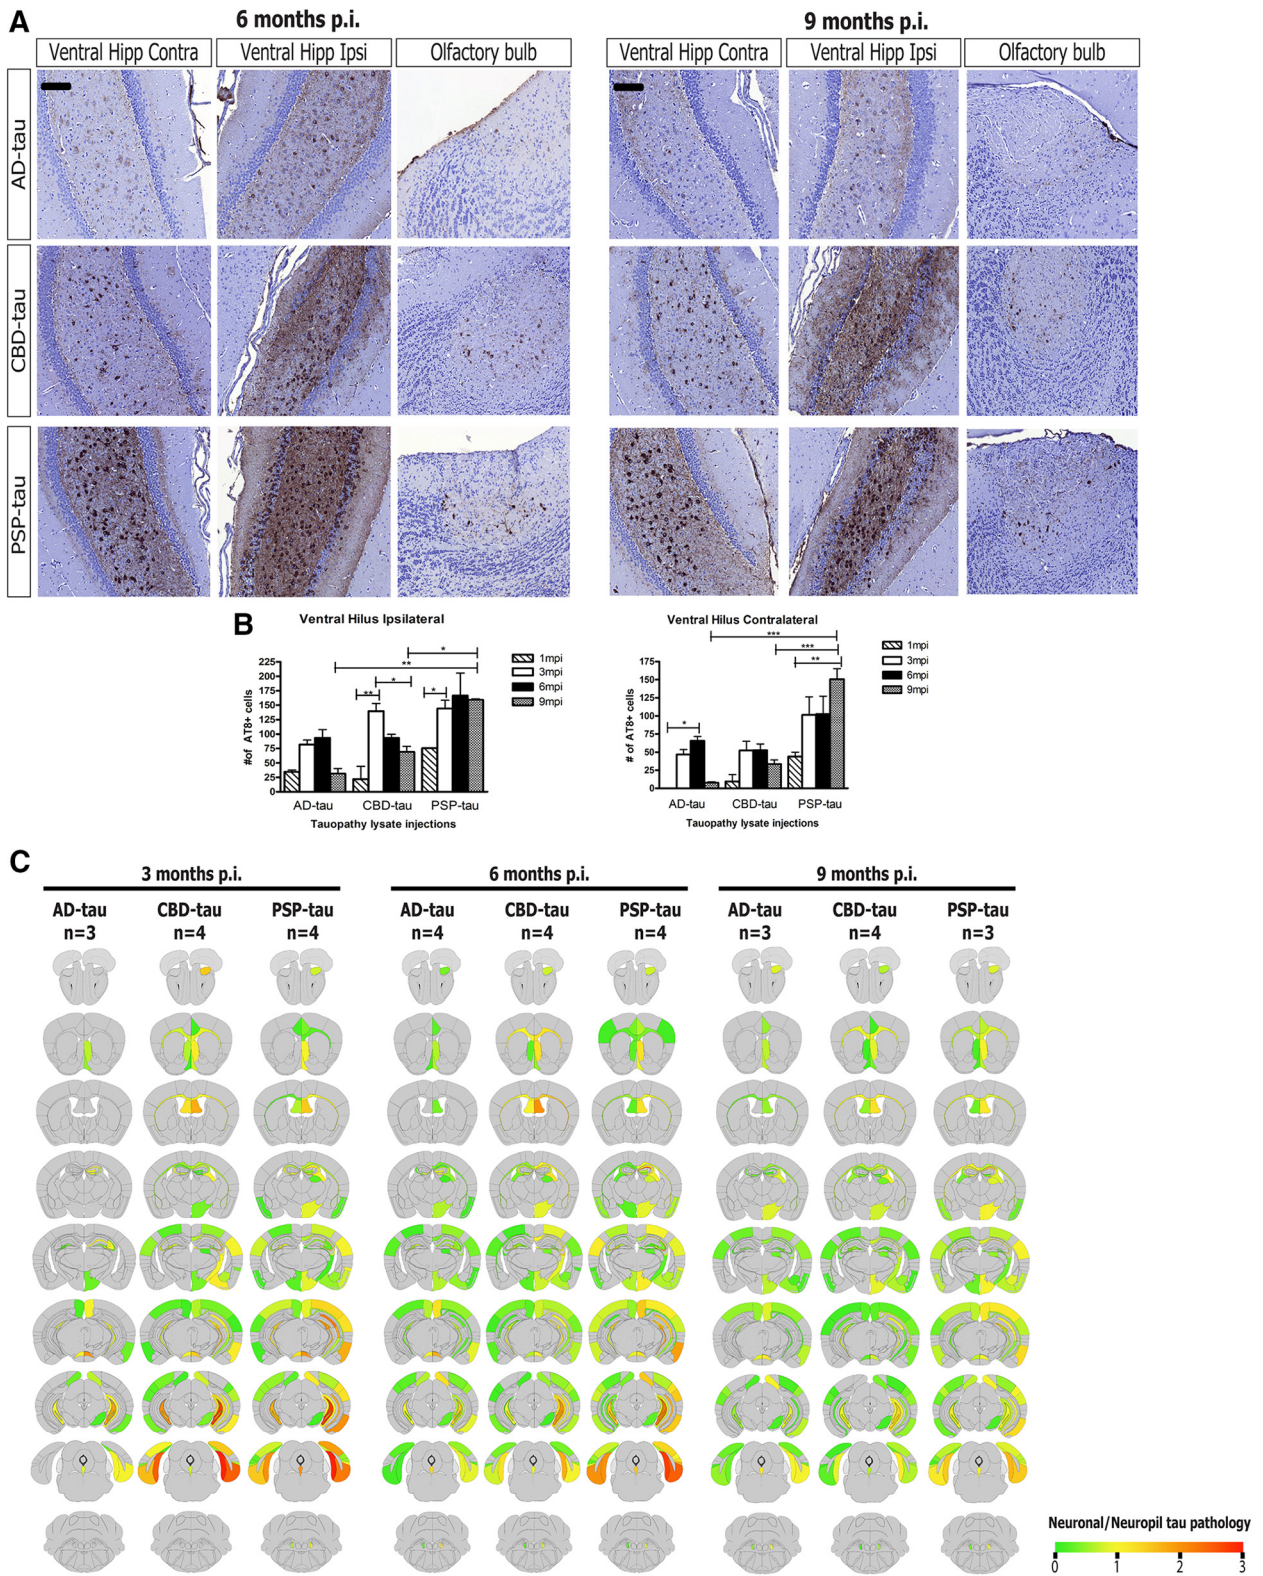 A
6 months p.i.
9 months p.i.
Ventral Hipp Contra
Ventral Hipp Ipsi
Olfactory bulb
Ventral Hipp Contra
Ventral Hipp Ipsi
Olfactory bulb
AD-tau
CBD-tau
PSP-tau
B
Ventral Hilus Ipsilateral
#of AT8+ cells
225
200
175
150
125
100
75
50
25
0
*
**
**
*
*
1mpi
3mpi
6mpi
9mpi
AD-tau
CBD-tau
PSP-tau
Tauopathy lysate injections
Ventral Hilus Contralateral
# of AT8+ cells
175
150
125
100
75
50
25
0
***
***
**
*
1mpi
3mpi
6mpi
9mpi
AD-tau
CBD-tau
PSP-tau
Tauopathy lysate injections
C
3 months p.i.
6 months p.i.
9 months p.i.
AD-tau CBD-tau PSP-tau AD-tau CBD-tau PSP-tau AD-tau CBD-tau PSP-tau
n=3 n=4 n=4 n=4 n=4 n=4 n=3 n=4 n=3
Neuronal/Neuropil tau pathology
0 1 2 3